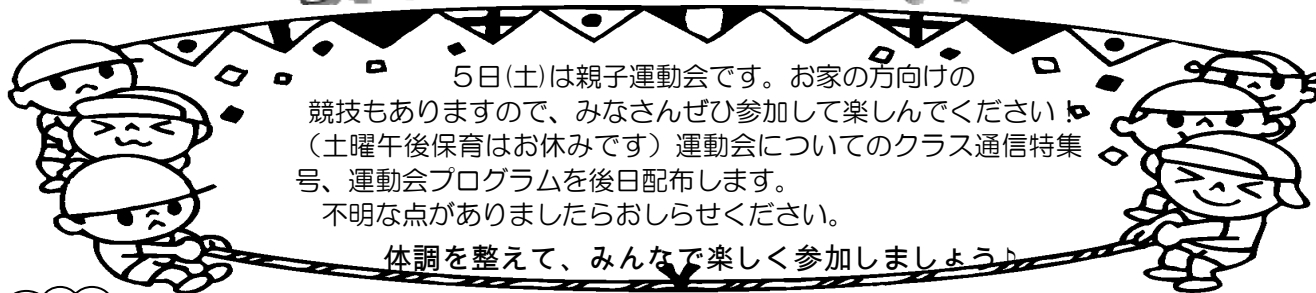 ５日(土)は親子運動会です。お家の方向けの
競技もありますので、みなさんぜひ参加して楽しんでください！
（土曜午後保育はお休みです）運動会についてのクラス通信特集
号、運動会プログラムを後日配布します。
不明な点がありましたらおしらせください。
体調を整えて、みんなで楽しく参加しましょう♪